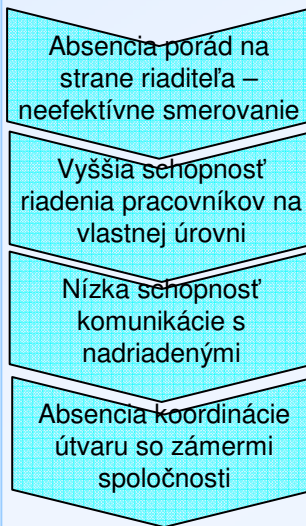 Absencia porád na
strane riaditeľa –
neefektívne smerovanie
Vyššia schopnosť
riadenia pracovníkov na
vlastnej úrovni
Nízka schopnosť
komunikácie s
nadriadenými
Absencia koordinácie
útvaru so zámermi
spoločnosti